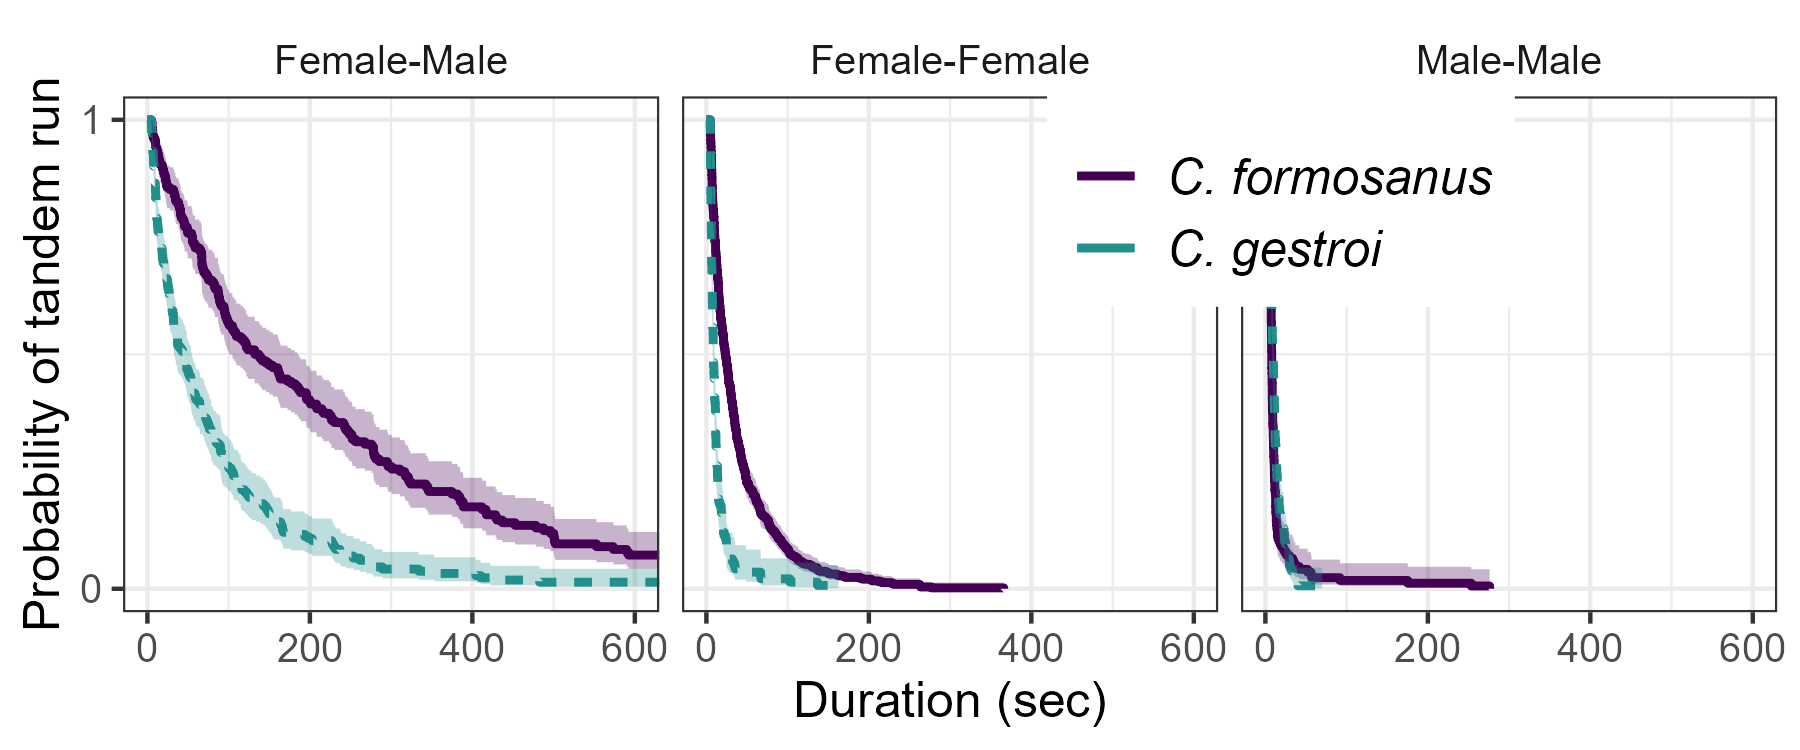 Female-Male
Female-Female
Male-Male
Probability of tandem run
1
0
C. formosanus
C. gestroi
0 200 400 600
0 200 400 600
0 200 400 600
Duration (sec)